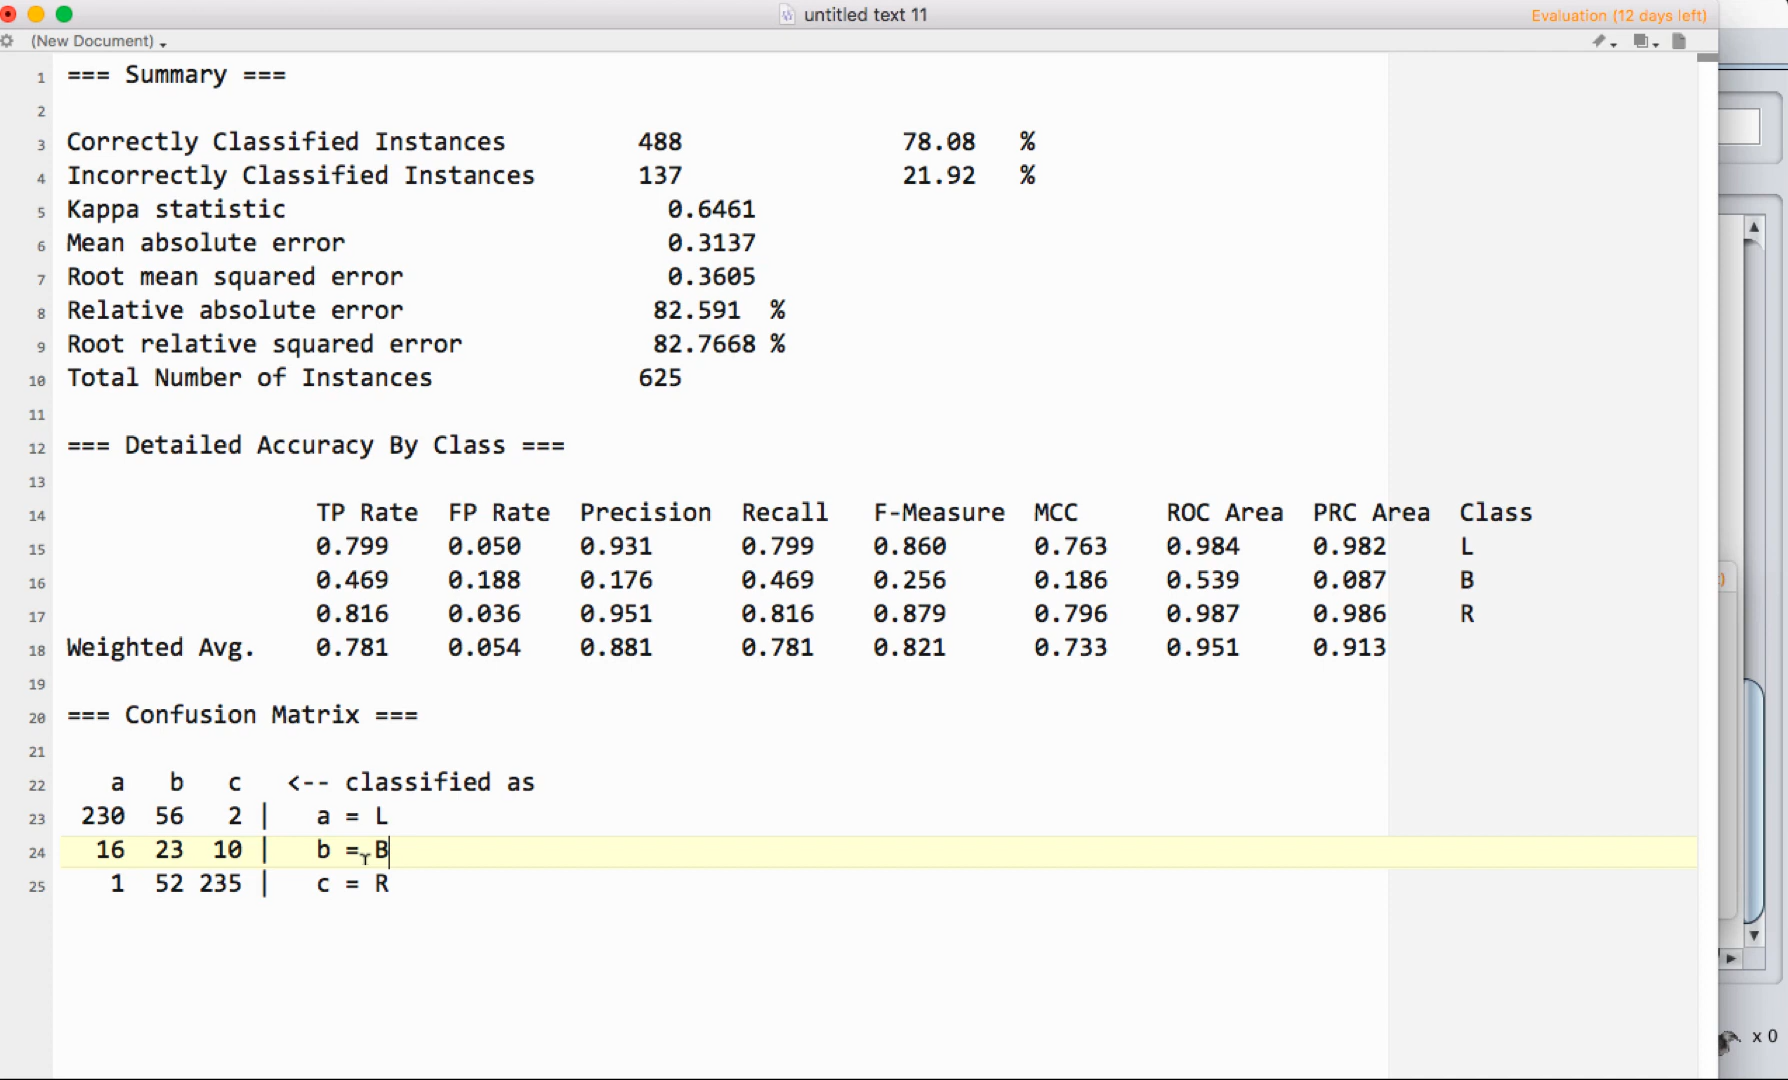 untitled text 11
Evaluation (12 days left)
(New Document)
1 === Summary ===
2
3 Correctly Classified Instances 488 78.08 %
4 Incorrectly Classified Instances 137 21.92 %
5 Kappa statistic 0.6461
6 Mean absolute error 0.3137
7 Root mean squared error 0.3605
8 Relative absolute error 82.591 %
9 Root relative squared error 82.7668 %
10 Total Number of Instances 625
11
12 === Detailed Accuracy By Class ===
13
14 TP Rate FP Rate Precision Recall F-Measure MCC ROC Area PRC Area Class
15 0.799 0.050 0.931 0.799 0.860 0.763 0.984 0.982 L
16 0.469 0.188 0.176 0.469 0.256 0.186 0.539 0.087 B
17 0.816 0.036 0.951 0.816 0.879 0.796 0.987 0.986 R
18 Weighted Avg. 0.781 0.054 0.881 0.781 0.821 0.733 0.951 0.913
19
20 === Confusion Matrix ===
21
22 a b c <-- classified as
23 230 56 2 | a = L
24 16 23 10 | b = B
25 1 52 235 | c = R
x 0